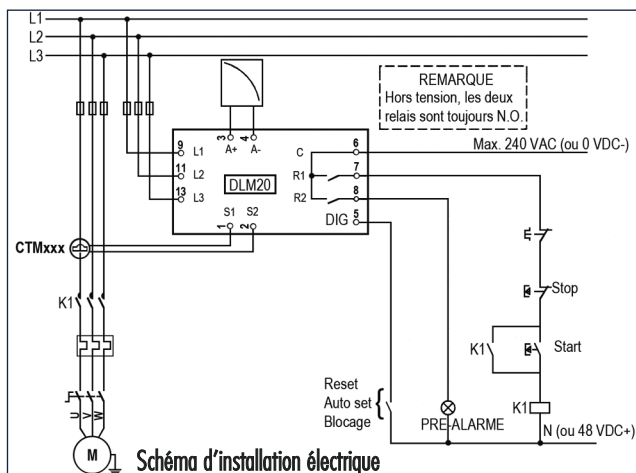 L1
L2
L3
REMARQUE
Hors tension, les deux
relais sont toujours N.O.
3
4
A+
A-
9
L1
11
L2
13
L3
DLM20
C
6
Max. 240 VAC (ou 0 VDC-)
R1
7
R2
8
DIG
5
S1
S2
1
2
CTMxxx
K1
Stop
K1
Start
Reset
Auto set
Blocage
PRE-ALARME
K1
N (ou 48 VDC+)
U
V
W
M
Schéma d'installation électrique